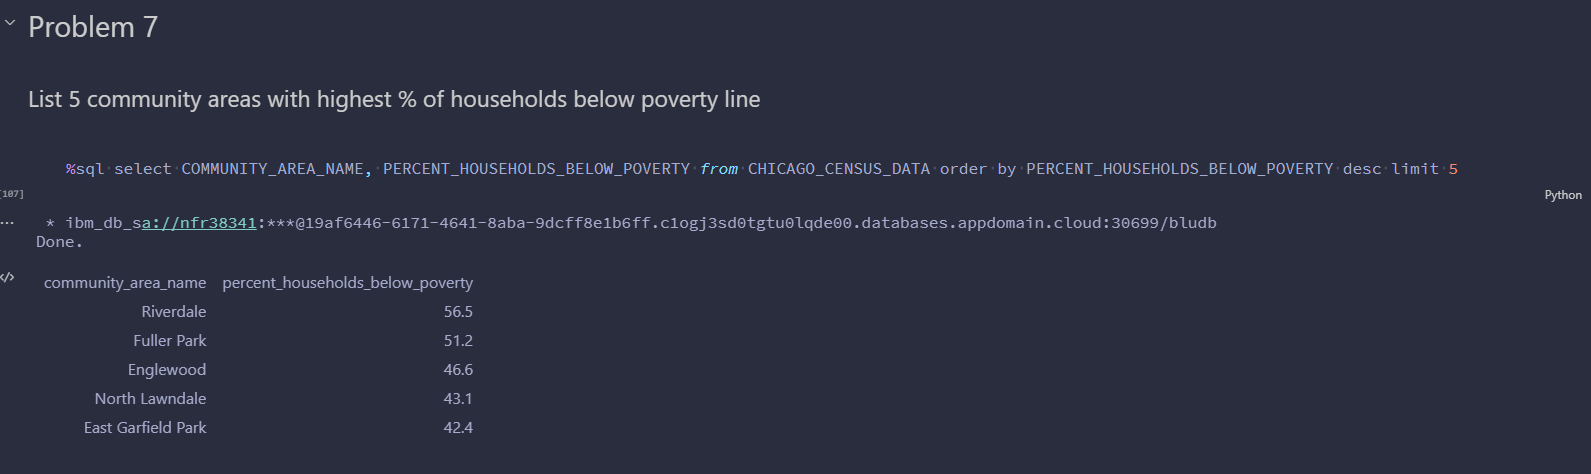 Problem 7
List 5 community areas with highest % of households below poverty line
%sql select COMMUNITY_AREA_NAME, PERCENT_HOUSEHOLDS_BELOW_POVERTY from CHICAGO_CENSUS_DATA order by PERCENT_HOUSEHOLDS_BELOW_POVERTY desc limit 5
[107]
Python
... * ibm_db_sa://nfr38341:***@19af6446-6171-4641-8aba-9dcff8e1b6ff.c1ogj3sd0tgtu0lqde00.databases.appdomain.cloud:30699/bludb
Done.
</> community_area_name percent_households_below_poverty
Riverdale 56.5
Fuller Park 51.2
Englewood 46.6
North Lawndale 43.1
East Garfield Park 42.4